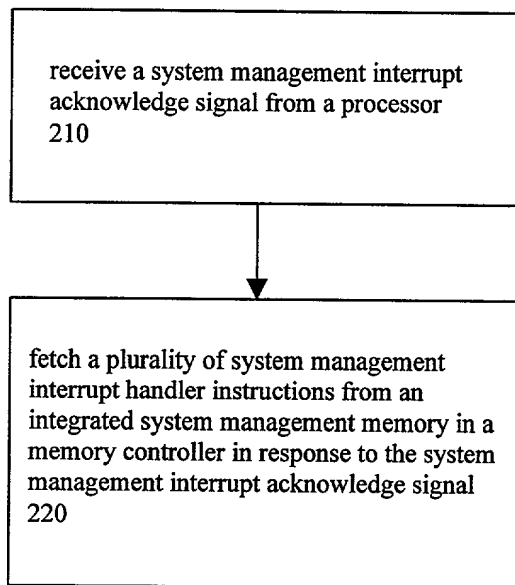 receive a system management interrupt
acknowledge signal from a processor
210
fetch a plurality of system management
interrupt handler instructions from an
integrated system management memory in a
memory controller in response to the system
management interrupt acknowledge signal
220